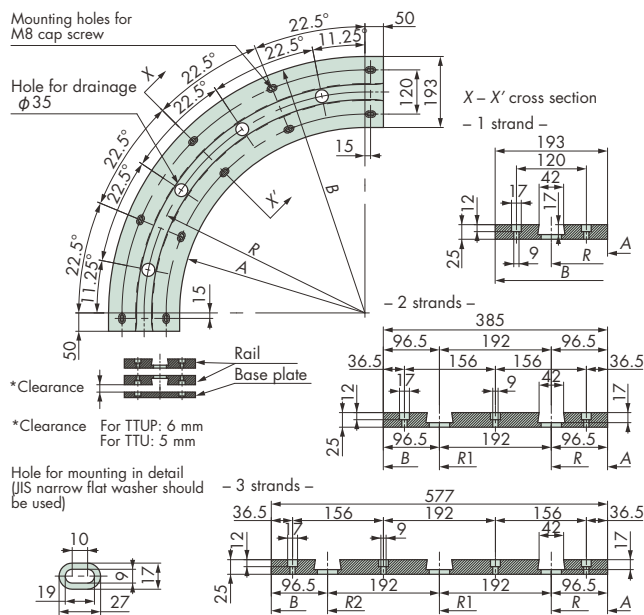 Mounting holes for
M8 cap screw
Hole for drainage
φ35
22.5°
22.5°
11.25°
50
22.5°
22.5°
22.5°
22.5°
22.5°
11.25°
120
193
15
X
X'
B
R
A
15
50
Rail
Base plate
*Clearance
*Clearance For TTUP: 6 mm
For TTU: 5 mm
Hole for mounting in detail
(JIS narrow flat washer should
be used)
10
9
17
19
27
X – X' cross section
– 1 strand –
193
120
17
42
12
17
25
9
R
A
B
– 2 strands –
385
96.5
192
96.5
36.5
156
156
36.5
12
17
9
42
25
96.5
192
96.5
B
R1
R
A
– 3 strands –
577
36.5
156
192
156
36.5
12
17
9
42
25
96.5
192
192
96.5
B
R2
R1
R
A